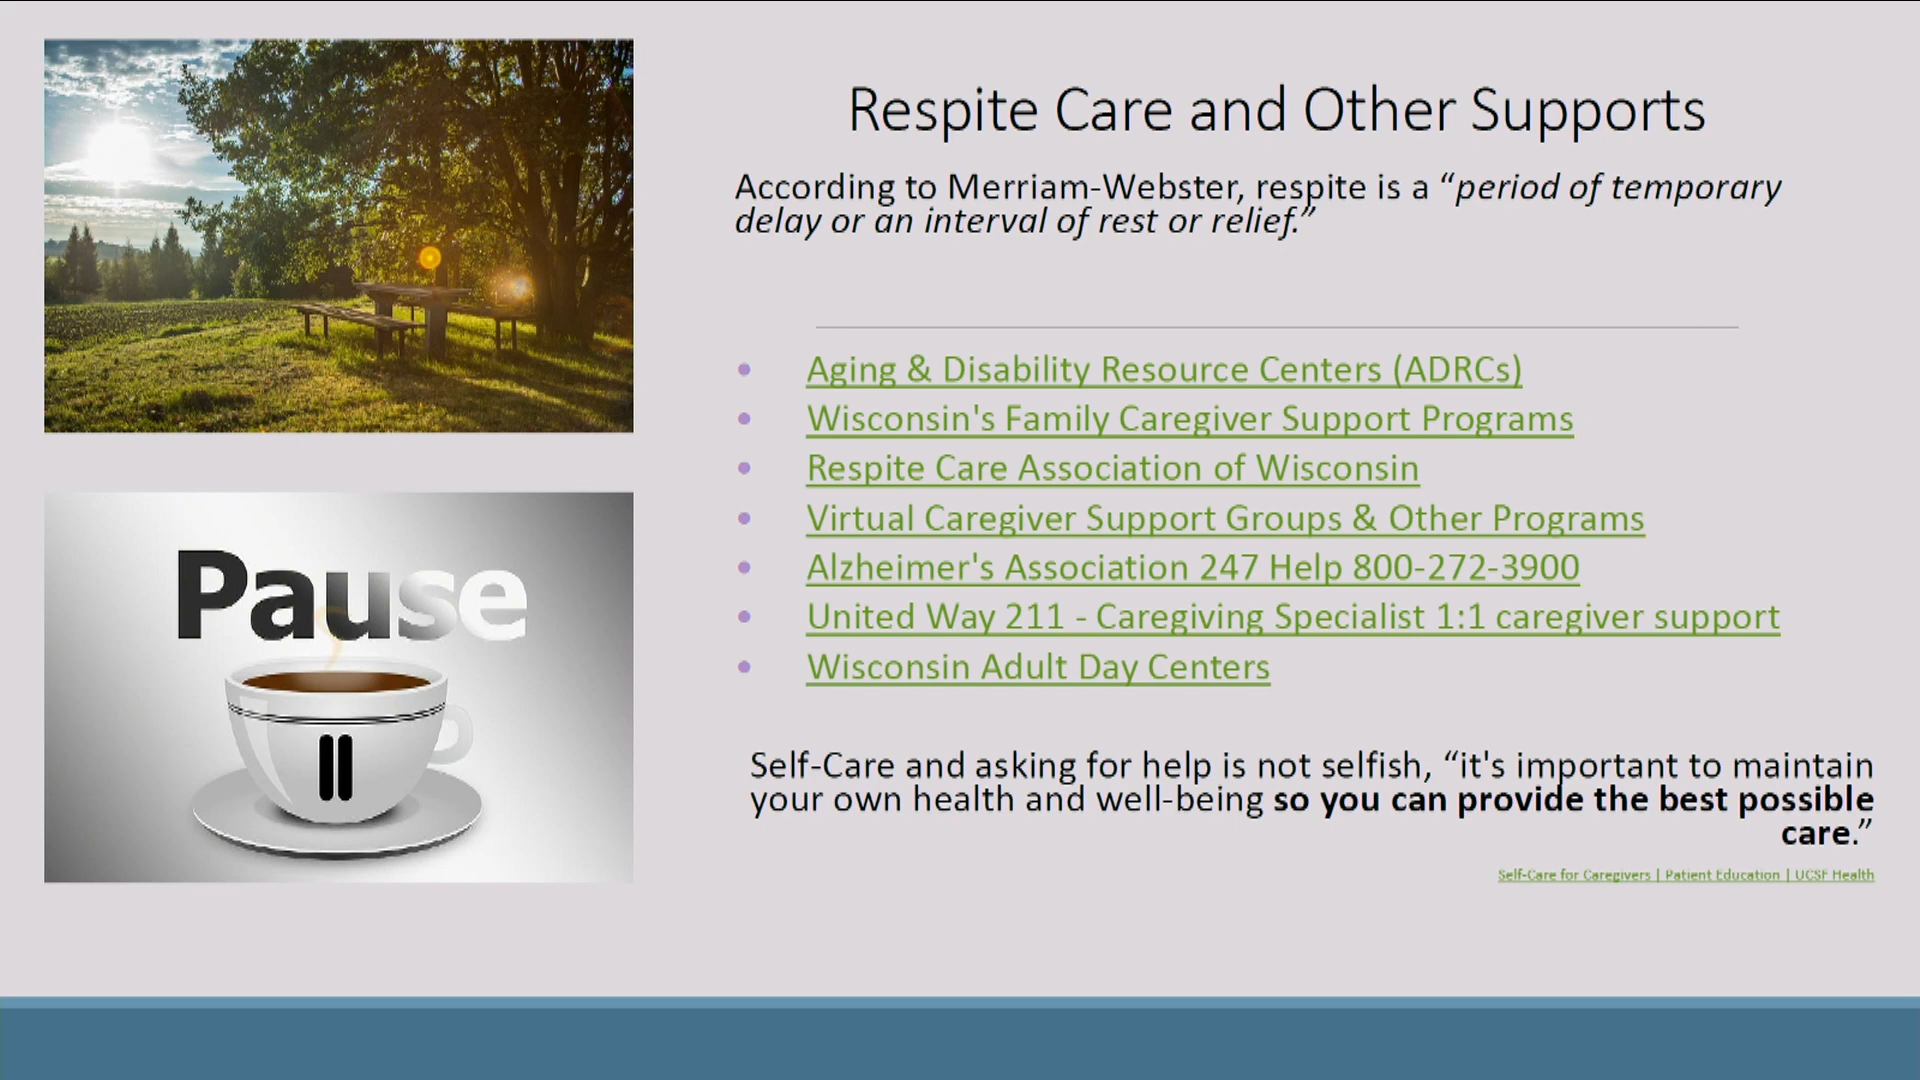 Respite Care and Other Supports
According to Merriam-Webster, respite is a “period of temporary
delay or an interval of rest or relief.”
Aging & Disability Resource Centers (ADRCs)
Wisconsin's Family Caregiver Support Programs
Respite Care Association of Wisconsin
Virtual Caregiver Support Groups & Other Programs
Alzheimer's Association 247 Help 800-272-3900
United Way 211 - Caregiving Specialist 1:1 caregiver support
Wisconsin Adult Day Centers
Pause
Self-Care and asking for help is not selfish, “it's important to maintain
your own health and well-being so you can provide the best possible
care.”
Self-Care for Caregivers | Patient Education | UCSF Health